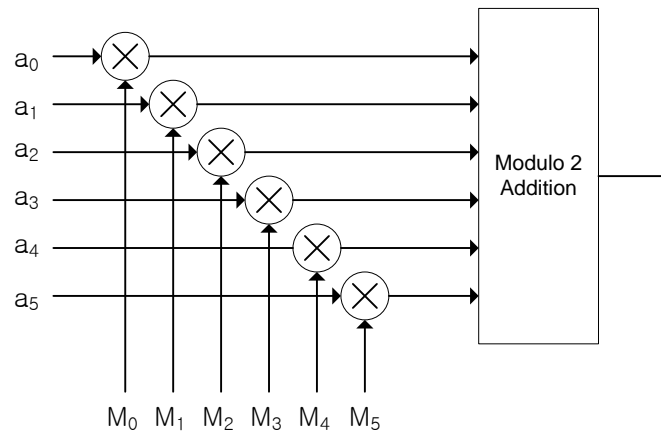 a₀
a₁
a₂
a₃
a₄
a₅
Modulo 2
Addition
M₀ M₁ M₂ M₃ M₄ M₅